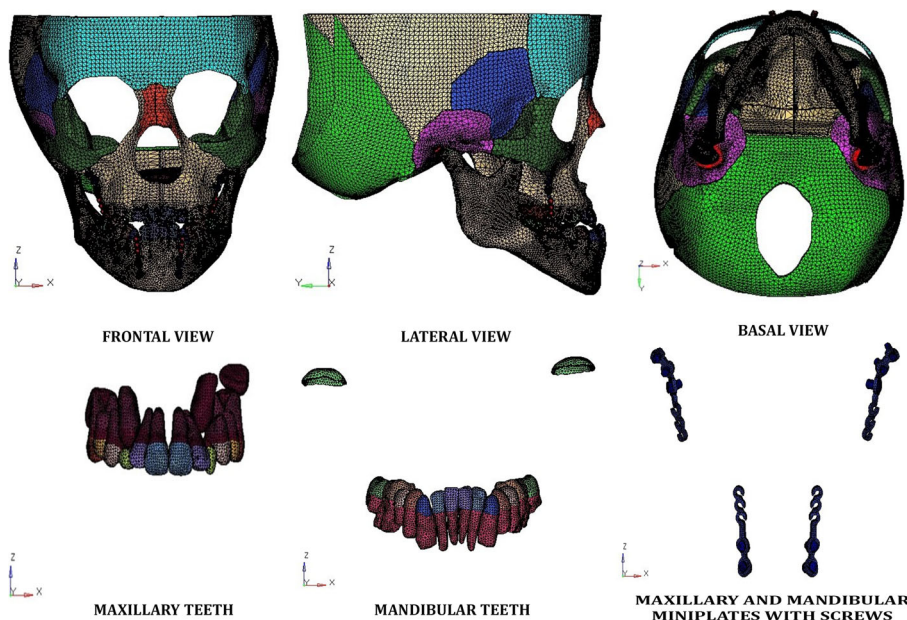 Z
Y X
Z
Y X
Z X
Y
FRONTAL VIEW
LATERAL VIEW
BASAL VIEW
Z
X
MAXILLARY TEETH
Z
X
MANDIBULAR TEETH
Z
Y X
MAXILLARY AND MANDIBULAR
MINIPLATES WITH SCREWS